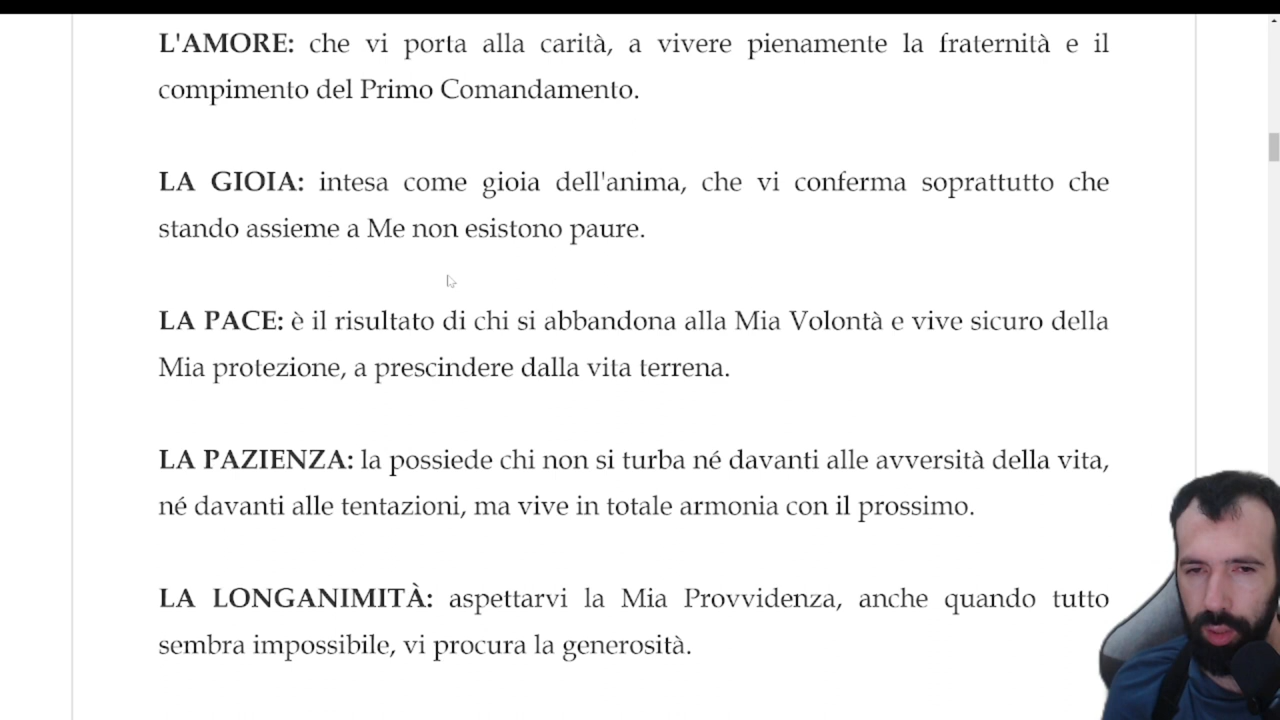 L'AMORE: che vi porta alla carità, a vivere pienamente la fraternità e il
compimento del Primo Comandamento.
LA GIOIA: intesa come gioia dell'anima, che vi conferma soprattutto che
stando assieme a Me non esistono paure.
LA PACE: è il risultato di chi si abbandona alla Mia Volontà e vive sicuro della
Mia protezione, a prescindere dalla vita terrena.
LA PAZIENZA: la possiede chi non si turba né davanti alle avversità della vita,
né davanti alle tentazioni, ma vive in totale armonia con il prossimo.
LA LONGANIMITÀ: aspettarvi la Mia Provvidenza, anche quando tutto
sembra impossibile, vi procura la generosità.